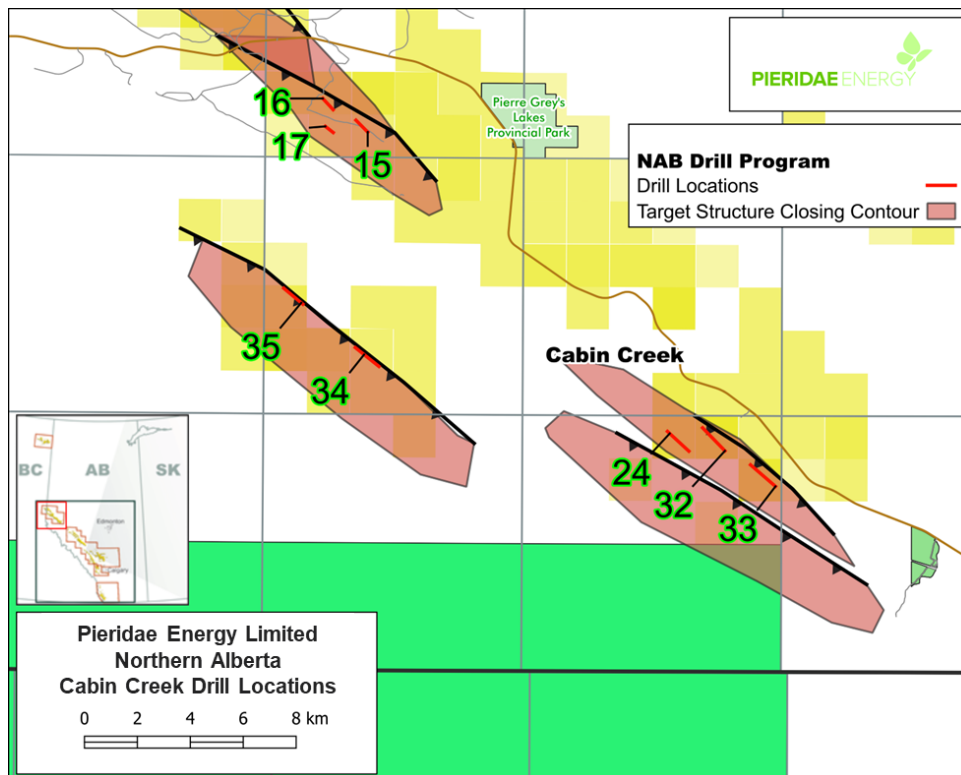 PIERIDAE ENERGY
Pierre Grey's
Lakes
Provincial Park
NAB Drill Program
Drill Locations
Target Structure Closing Contour
16
17
15
35
34
Cabin Creek
24
32
33
BC
AB
SK
Edmonton
Calgary
Pieridae Energy Limited
Northern Alberta
Cabin Creek Drill Locations
0 2 4 6 8 km